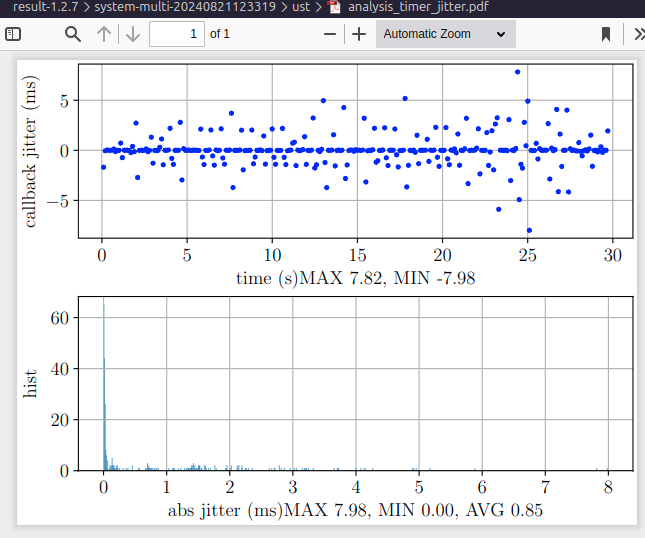 result-1.2.7 > system-multi-20240821123319 > ust > analysis_timer_jitter.pdf
1 of 1 Automatic Zoom
callback jitter (ms)
5
0
−5
0 5 10 15 20 25 30
time (s)MAX 7.82, MIN -7.98
hist
60
40
20
0
0 1 2 3 4 5 6 7 8
abs jitter (ms)MAX 7.98, MIN 0.00, AVG 0.85